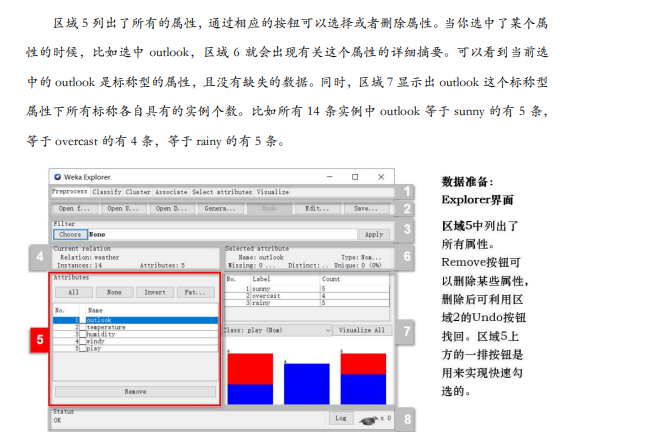 区域 5 列出了所有的属性，通过相应的按钮可以选择或者删除属性。当你选中了某个属
性的时候，比如选中 outlook，区域 6 就会出现有关这个属性的详细摘要。可以看到当前选
中的 outlook 是标称型的属性，且没有缺失的数据。同时，区域 7 显示出 outlook 这个标称型
属性下所有标称各自具有的实例个数。比如所有 14 条实例中 outlook 等于 sunny 的有 5 条，
等于 overcast 的有 4 条，等于 rainy 的有 5 条。
Weka Explorer
Preprocess Classify Cluster Associate Select attributes Visualize
1
Open f... Open U... Open D... Genera... Undo Edit... Save...
2
Filter
Choose None Apply
3
Current relation
Relation: weather
Instances: 14 Attributes: 5
4
Selected attribute
Name: outlook Type: Nom...
Missing: 0 ... Distinct:.. Unique: 0 (0%)
6
Attributes
All None Invert Pat...
No. Name
1 outlook
2 temperature
3 humidity
4 windy
5 play
Remove
5
No. Label Count
1 sunny 5
2 overcast 4
3 rainy 5
Class: play (Nom) Visualize All
7
Status
OK
Log x 0
8
数据准备：
Explorer界面
区域5中列出了
所有属性。
Remove按钮可
以删除某些属性，
删除后可利用区
域2的Undo按钮
找回。区域5上
方的一排按钮是
用来实现快速勾
选的。